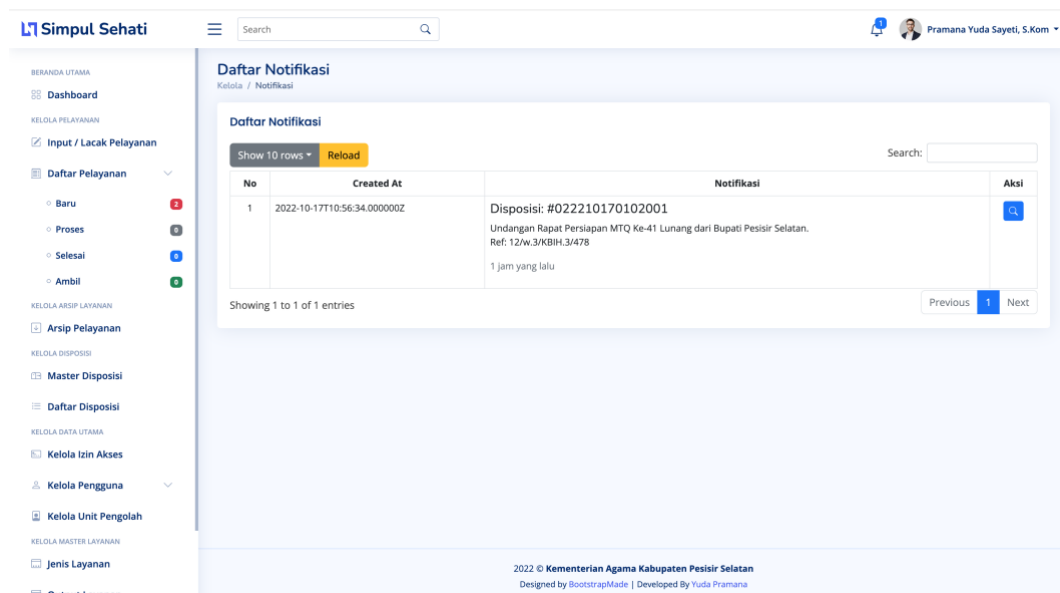 Simpul Sehati
Search
1
Pramana Yuda Sayeti, S.Kom
BERANDA UTAMA
Dashboard
KELOLA PELAYANAN
Input / Lacak Pelayanan
Daftar Pelayanan
Baru 2
Proses 0
Selesai 0
Ambil 0
KELOLA ARSIP LAYANAN
Arsip Pelayanan
KELOLA DISPOSISI
Master Disposisi
Daftar Disposisi
KELOLA DATA UTAMA
Kelola Izin Akses
Kelola Pengguna
Kelola Unit Pengolah
KELOLA MASTER LAYANAN
Jenis Layanan
Daftar Notifikasi
Kelola / Notifikasi
Daftar Notifikasi
Show 10 rows Reload
Search:
No Created At Notifikasi Aksi
1 2022-10-17T10:56:34.000000Z Disposisi: #022210170102001
Undangan Rapat Persiapan MTQ Ke-41 Lunang dari Bupati Pesisir Selatan.
Ref: 12/w.3/KBIH.3/478
1 jam yang lalu
Showing 1 to 1 of 1 entries
Previous 1 Next
2022 © Kementerian Agama Kabupaten Pesisir Selatan
Designed by BootstrapMade | Developed By Yuda Pramana